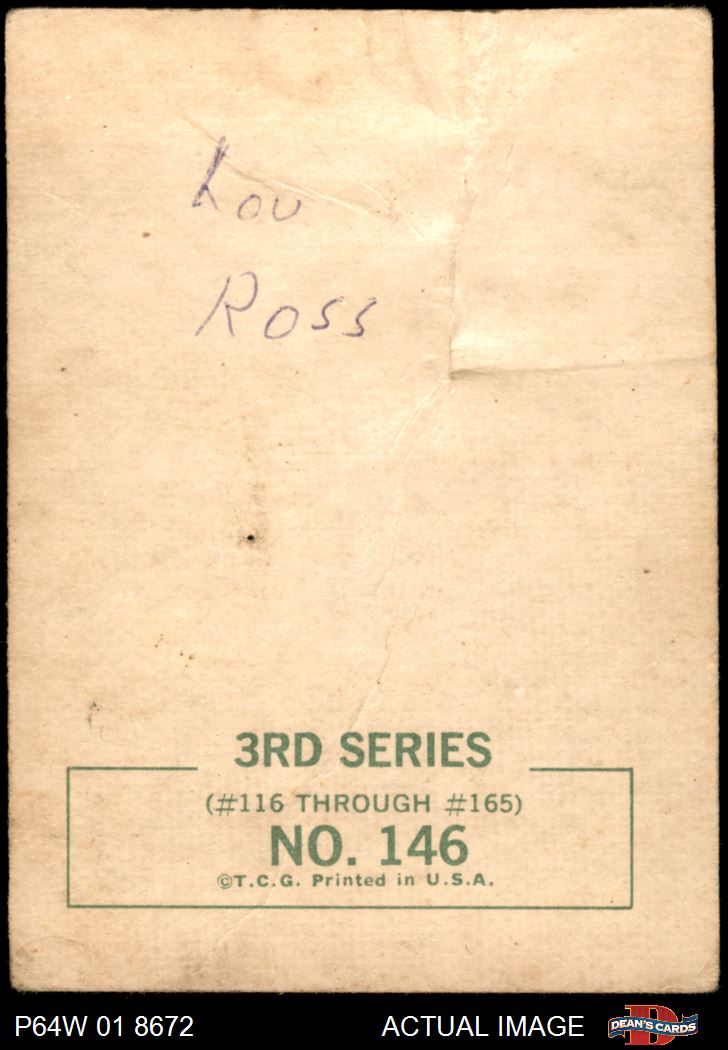 Lou
Ross
3RD SERIES
(#116 THROUGH #165)
NO. 146
©T.C.G. Printed in U.S.A.
P64W 01 8672
ACTUAL IMAGE
DEAN'S CARDS